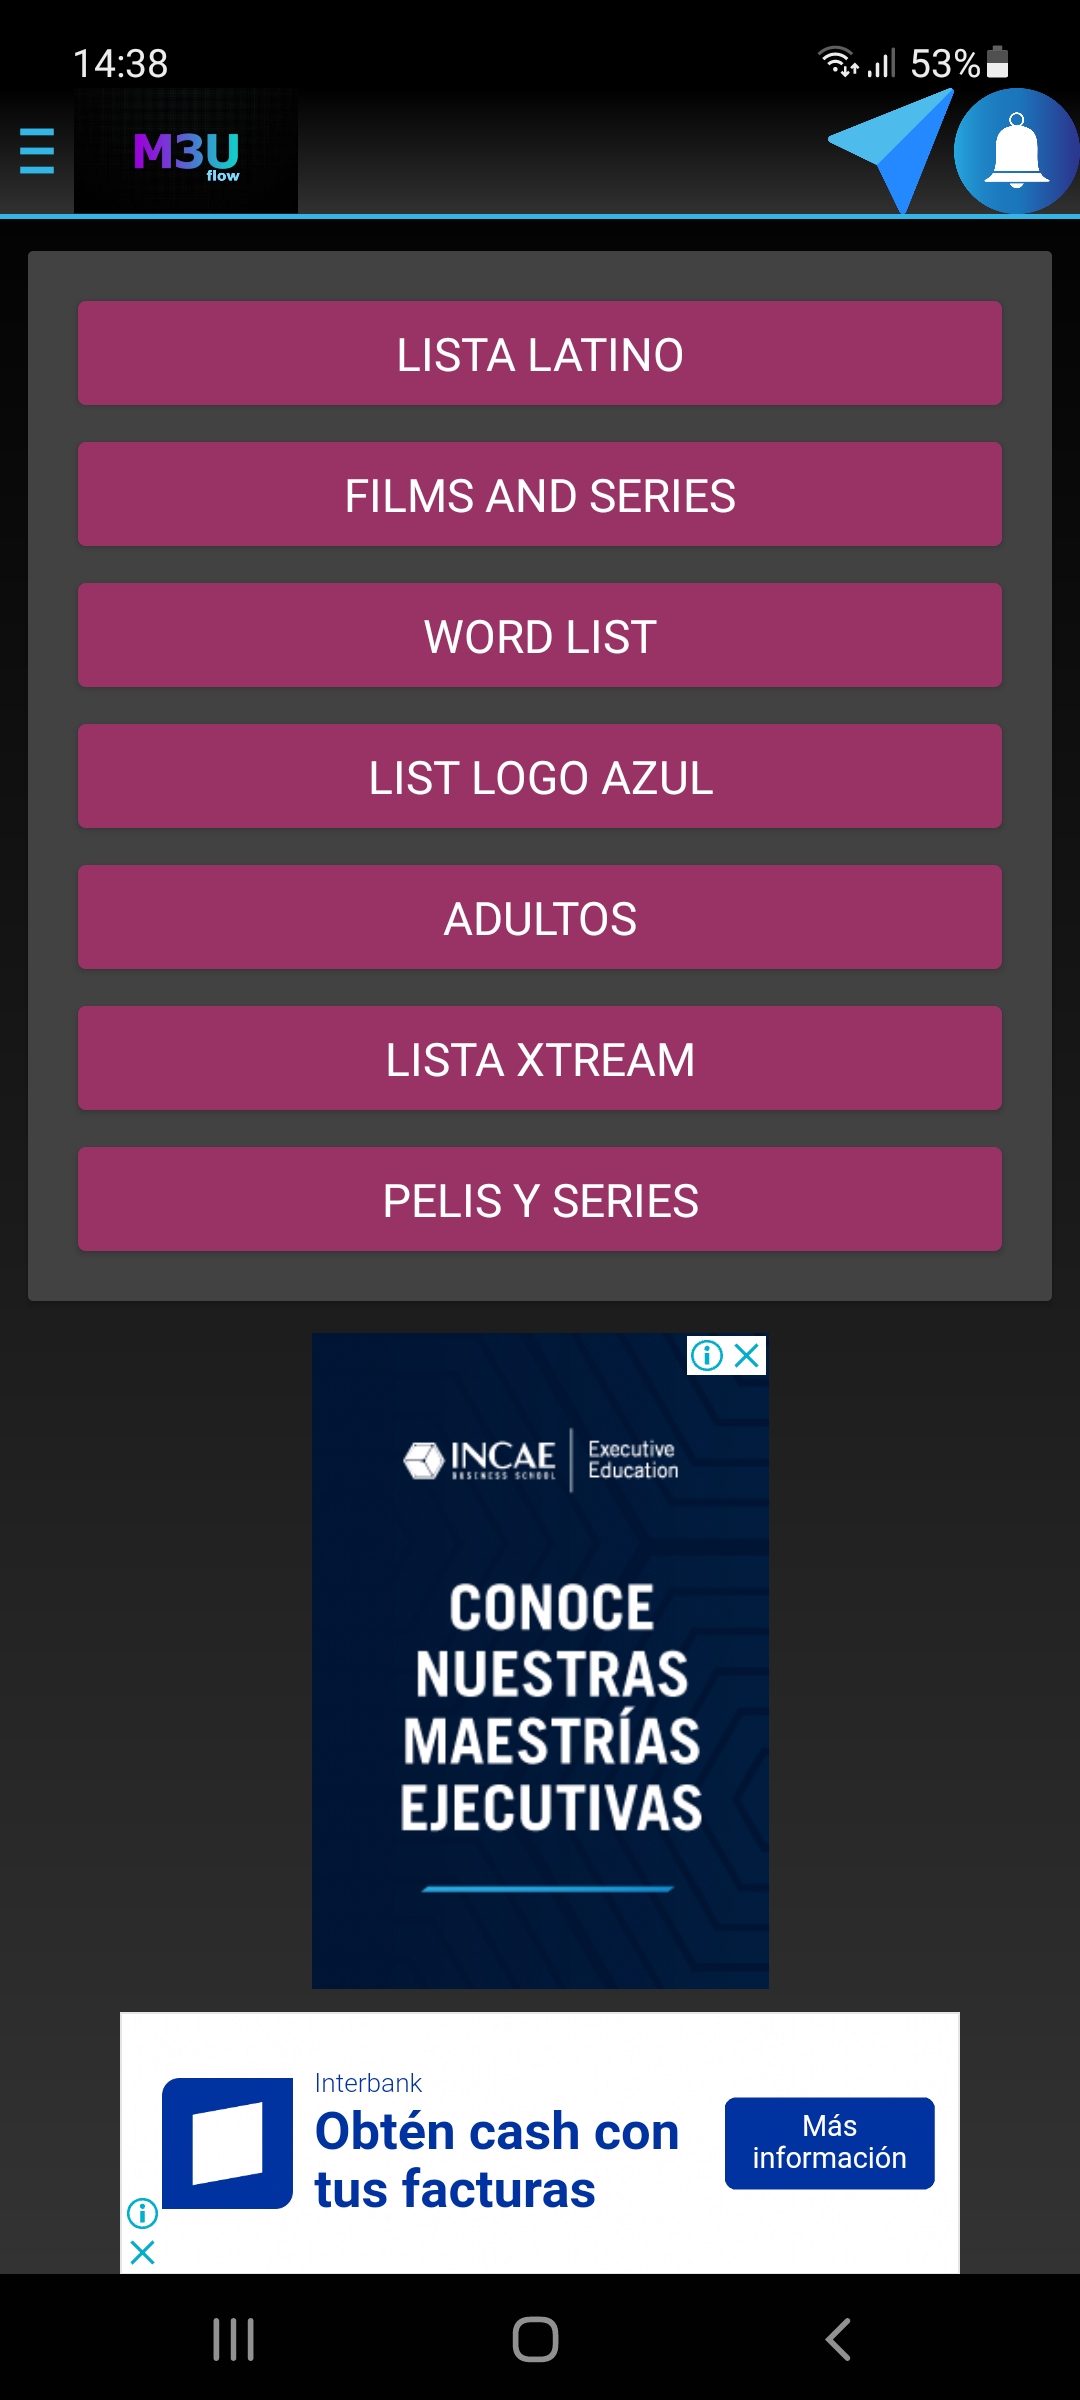 14:38
53%
M3U
flow
LISTA LATINO
FILMS AND SERIES
WORD LIST
LIST LOGO AZUL
ADULTOS
LISTA XTREAM
PELIS Y SERIES
INCAE
BUSINESS SCHOOL
Executive
Education
CONOCE
NUESTRAS
MAESTRÍAS
EJECUTIVAS
Interbank
Obtén cash con
tus facturas
Más
información